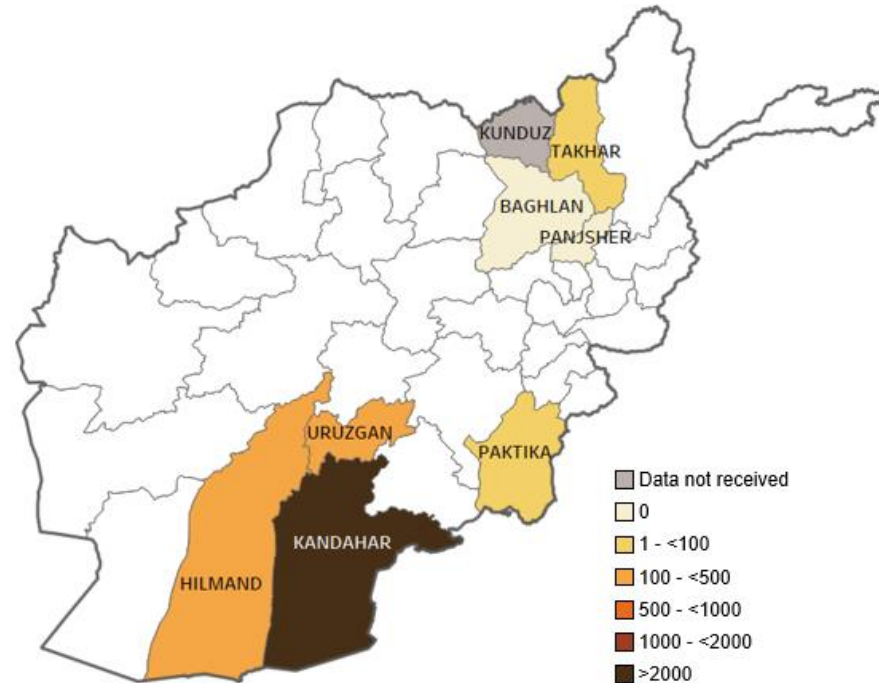 KUNDUZ
TAKHAR
BAGHLAN
PANJSHER
URUZGAN
PAKTIKA
KANDAHAR
HILMAND
Data not received
0
1 - <100
100 - <500
500 - <1000
1000 - <2000
>2000